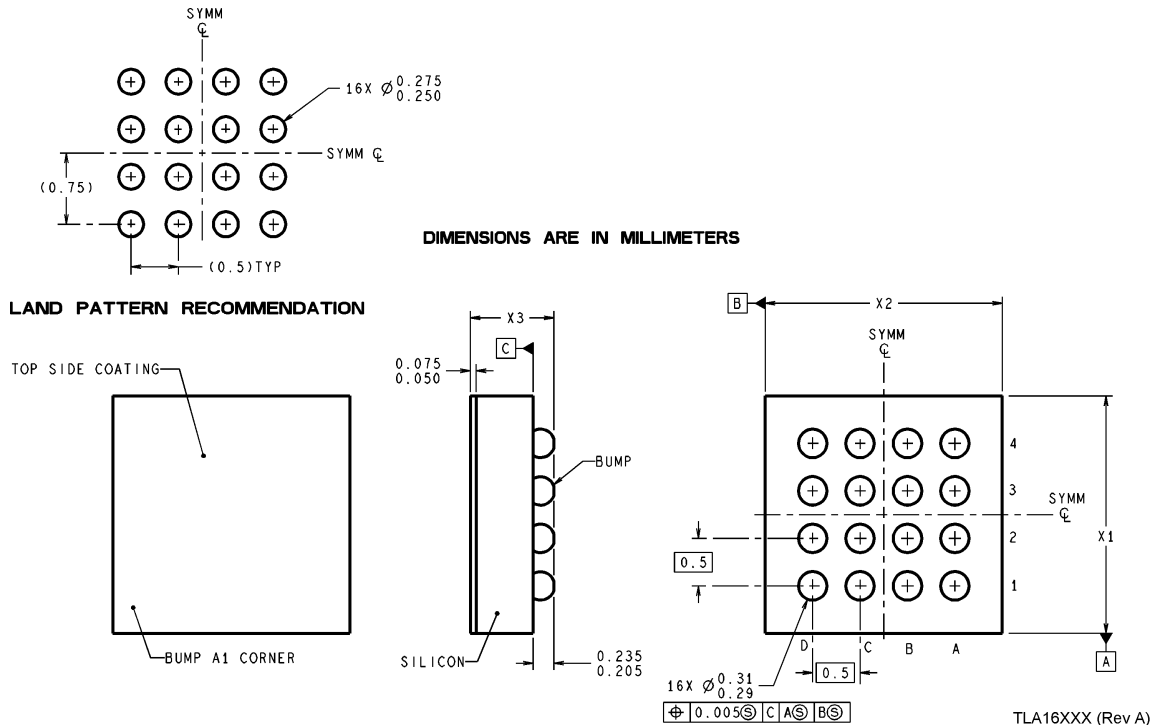 SYMM
℄
16X Ø0.275
0.250
SYMM ℄
(0.75)
(0.5)TYP
DIMENSIONS ARE IN MILLIMETERS
LAND PATTERN RECOMMENDATION
TOP SIDE COATING
BUMP A1 CORNER
X3
C
0.075
0.050
BUMP
SILICON
0.235
0.205
B
X2
SYMM
℄
4
3
SYMM
℄
2
X1
0.5
1
D C B A
A
0.5
16X Ø0.31
0.29
⌖ 0.005Ⓢ C AⓈ BⓈ
TLA16XXX (Rev A)